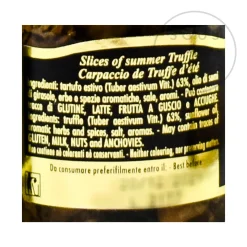 Slices of summer Truffle
Carpaccio de Truffe d'été
Ingredienti: tartufo estivo (Tuber aestivum Vitt.) 63%, olio di semi
di girasole, erbe e spezie aromatiche, sale, aromi. - Può contenere
tracce di GLUTINE, LATTE, FRUTTA A GUSCIO e ACCIUGHE.
Ingredients: truffle (Tuber aestivum Vitt.) 63%, sunflower oil,
aromatic herbs and spices, salt, aromas. - May contain traces of
GLUTEN, MILK, NUTS and ANCHOVIES.
Non contiene né coloranti né conservanti. - Neither colouring, nor preserving matter.
Da consumare preferibilmente entro il. - Best before